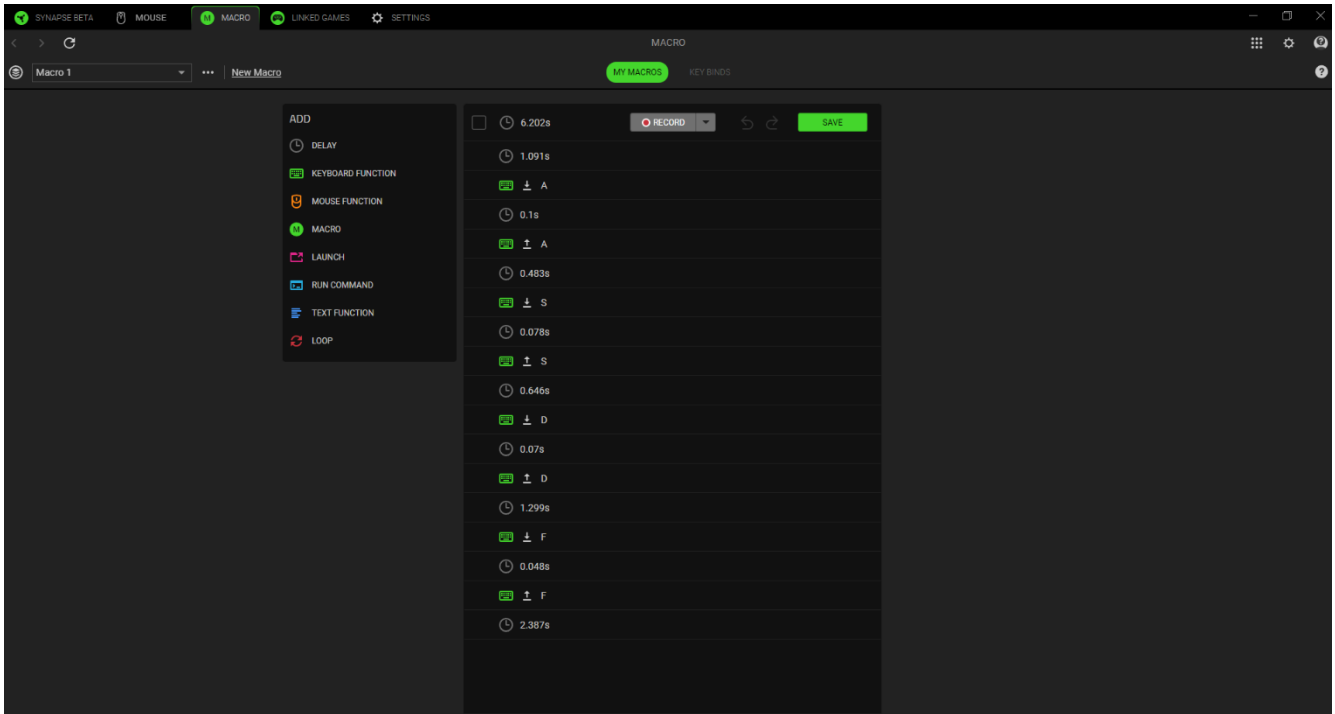 SYNAPSE BETA MOUSE M MACRO LINKED GAMES SETTINGS
MACRO
Macro 1 New Macro MY MACROS KEY BINDS
ADD
DELAY
KEYBOARD FUNCTION
MOUSE FUNCTION
M MACRO
LAUNCH
RUN COMMAND
TEXT FUNCTION
LOOP
6.202s RECORD SAVE
1.091s
A
0.1s
A
0.483s
S
0.078s
S
0.646s
D
0.07s
D
1.299s
F
0.048s
F
2.387s